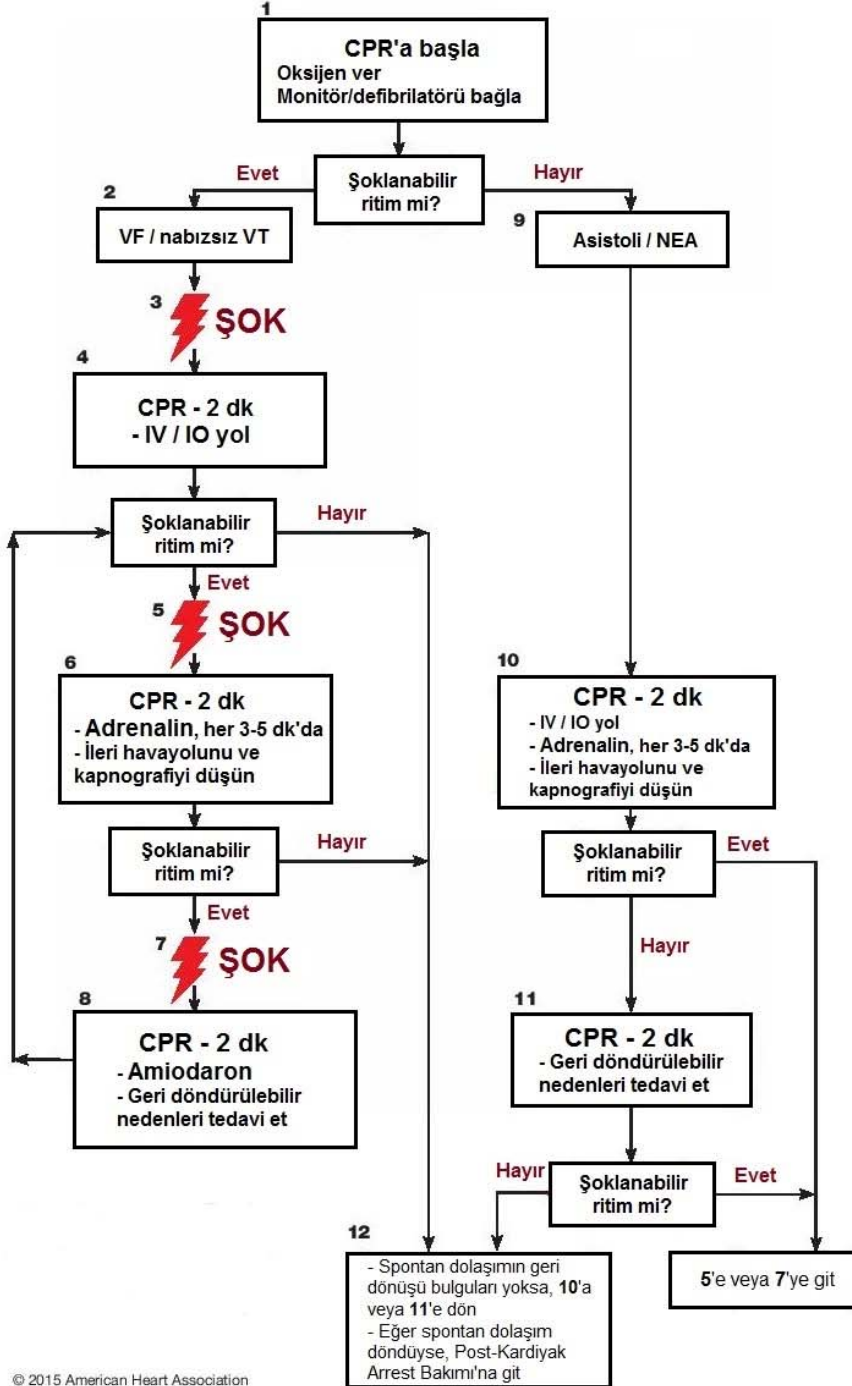 1
CPR'a başla
Oksijen ver
Monitör/defibrilatörü bağla
Şoklanabilir
ritim mi?
Evet
Hayır
2
VF / nabızsız VT
9
Asistoli / NEA
3
ŞOK
4
CPR - 2 dk
- IV / IO yol
Şoklanabilir
ritim mi?
Hayır
Evet
5
ŞOK
6
CPR - 2 dk
- Adrenalin, her 3-5 dk'da
- İleri havayolunu ve
kapnografiyi düşün
Şoklanabilir
ritim mi?
Hayır
Evet
7
ŞOK
8
CPR - 2 dk
- Amiodaron
- Geri döndürülebilir
nedenleri tedavi et
10
CPR - 2 dk
- IV / IO yol
- Adrenalin, her 3-5 dk'da
- İleri havayolunu ve
kapnografiyi düşün
Şoklanabilir
ritim mi?
Evet
Hayır
11
CPR - 2 dk
- Geri döndürülebilir
nedenleri tedavi et
Şoklanabilir
ritim mi?
Hayır
Evet
12
- Spontan dolaşımın geri
dönüşü bulguları yoksa, 10'a
veya 11'e dön
- Eğer spontan dolaşım
döndüyse, Post-Kardiyak
Arrest Bakımı'na git
5'e veya 7'ye git
© 2015 American Heart Association